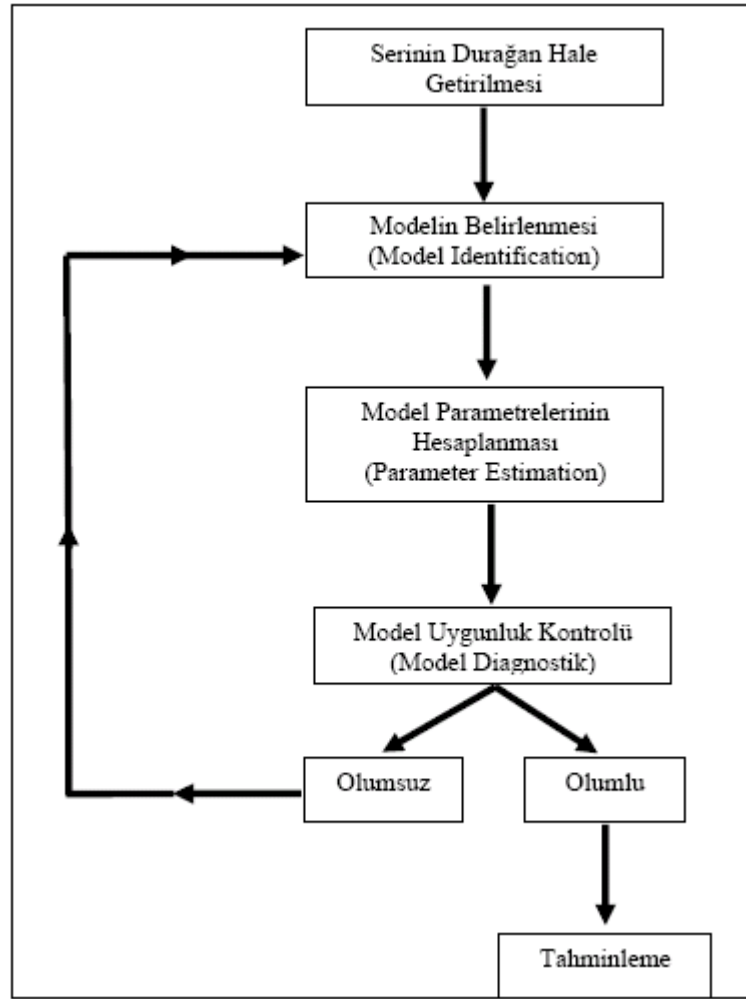 Serinin Durağan Hale
Getirilmesi
Modelin Belirlenmesi
(Model Identification)
Model Parametrelerinin
Hesaplanması
(Parameter Estimation)
Model Uygunluk Kontrolü
(Model Diagnostik)
Olumsuz
Olumlu
Tahminleme